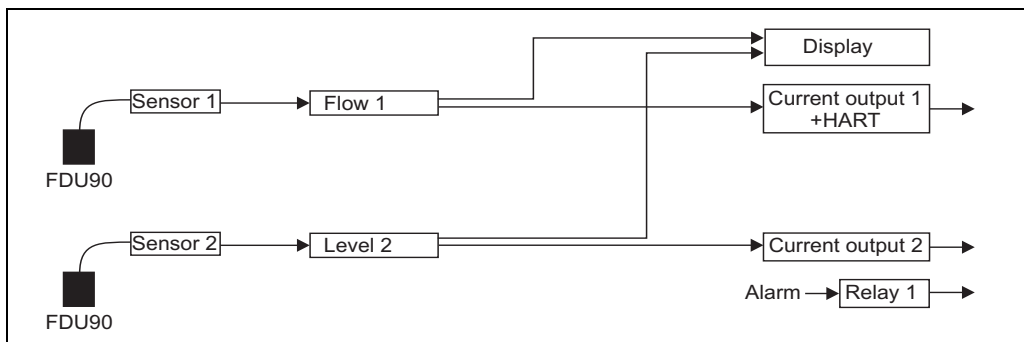 Display
Sensor 1
Flow 1
Current output 1
+HART
FDU90
Sensor 2
Level 2
Current output 2
Alarm
Relay 1
FDU90